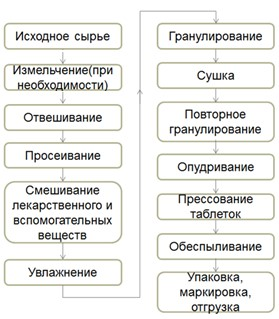 Исходное сырье
Измельчение(при
необходимости)
Отвешивание
Просеивание
Смешивание
лекарственного и
вспомогательных
веществ
Увлажнение
Гранулирование
Сушка
Повторное
гранулирование
Опудривание
Прессование
таблеток
Обеспыливание
Упаковка,
маркировка,
отгрузка